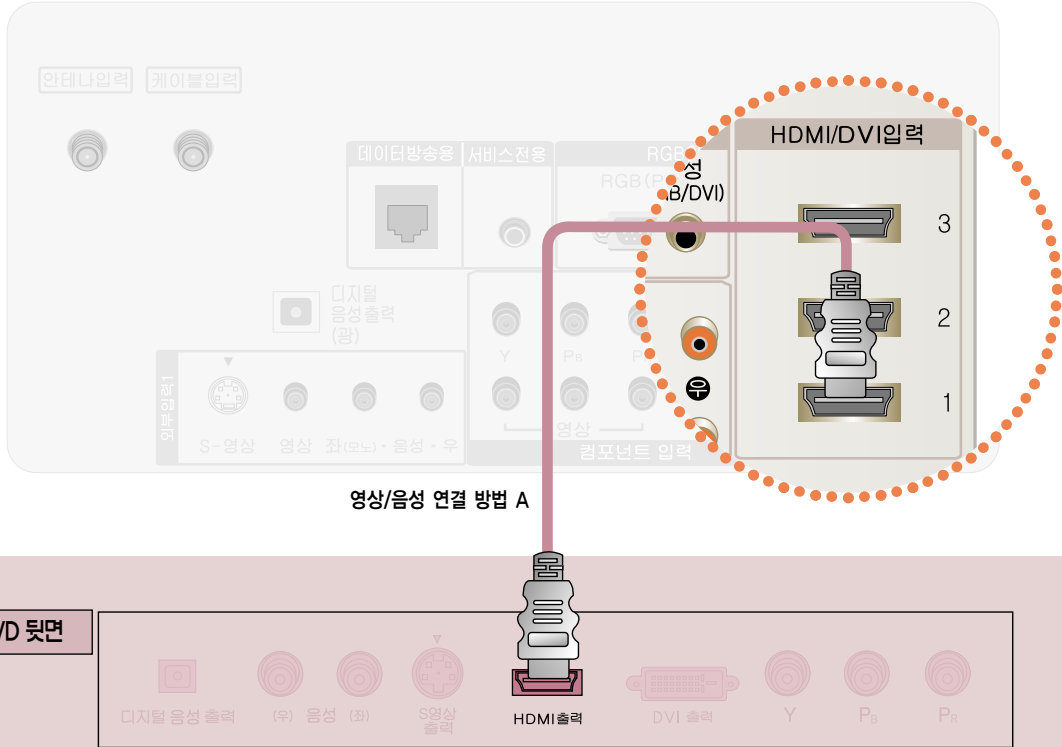 안테나입력 케이블입력
HDMI/DVI입력
데이터방송용 서비스전용 RGB
RGB(P
성
B/DVI)
3
디지털
음성출력
(광)
2
Y PB P
우
1
외부입력1
S-영상 영상 좌(모노) • 음성 • 우
영상
컴포넌트 입력
영상/음성 연결 방법 A
/D 뒷면
디지털 음성 출력 (우) 음성 (좌) S영상
출력
HDMI출력 DVI 출력 Y PB PR